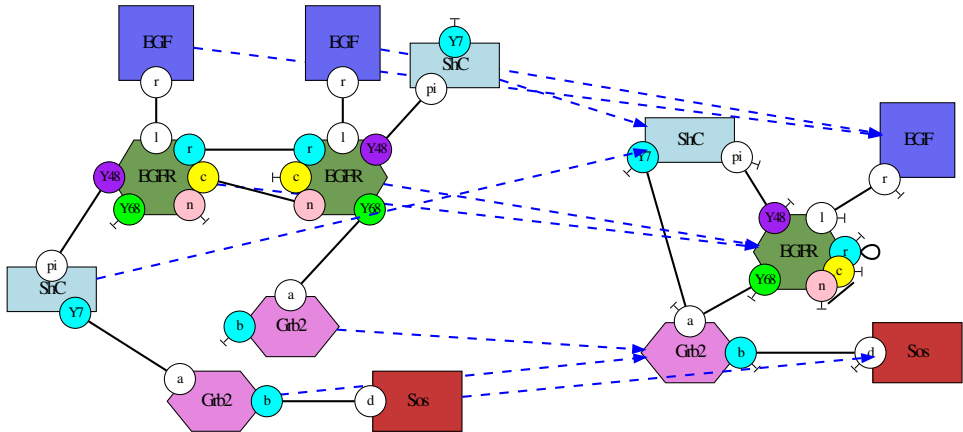 EGF
EGF
Y7
ShC
r
r
pi
EGF
ShC
l
r
r
l
Y48
Y7
pi
Y48
EGFR
c
c
EGFR
r
Y68
n
n
Y68
Y48
l
EGFR
r
pi
ShC
c
Y68
n
Y7
a
b
Grb2
a
Grb2
b
d
Sos
a
Grb2
b
d
Sos